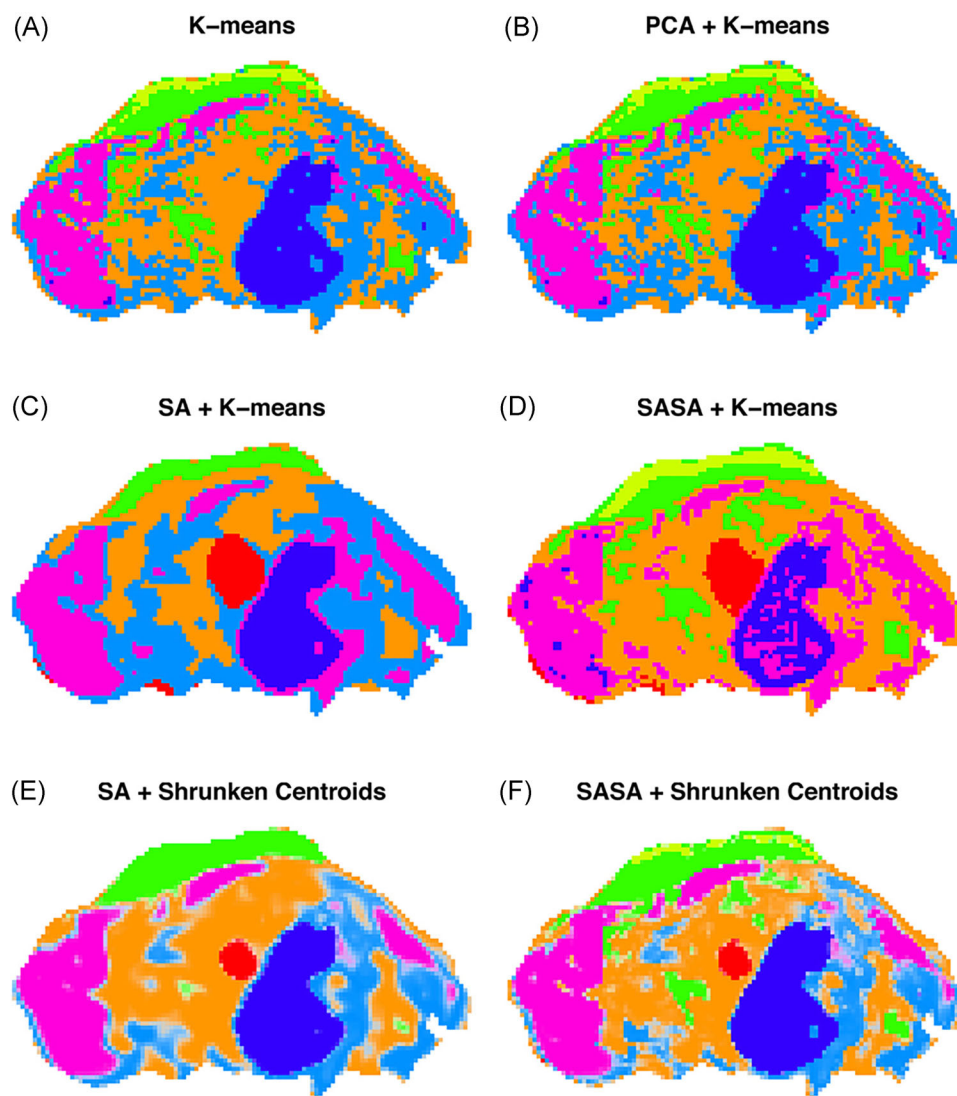 (A) K-means
(B) PCA + K-means
(C) SA + K-means
(D) SASA + K-means
(E) SA + Shrunken Centroids
(F) SASA + Shrunken Centroids